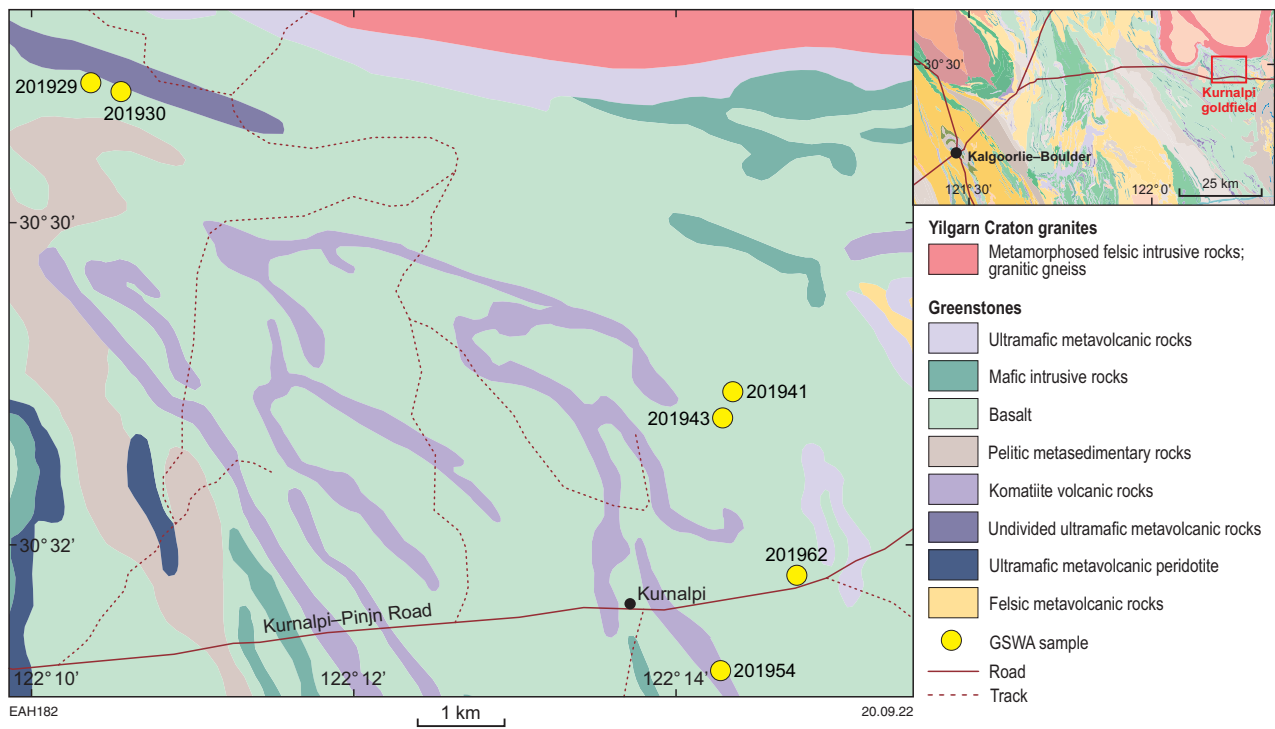 201929
201930
30° 30’
201941
201943
30° 32’
201962
Kurnalpi
Kurnalpi–Pinjn Road
201954
122° 10’
122° 12’
122° 14’
EAH182
1 km
20.09.22
30° 30’
Kurnalpi
goldfield
Kalgoorlie–Boulder
25 km
121° 30’
122° 0’
Yilgarn Craton granites
Metamorphosed felsic intrusive rocks;
granitic gneiss
Greenstones
Ultramafic metavolcanic rocks
Mafic intrusive rocks
Basalt
Pelitic metasedimentary rocks
Komatiite volcanic rocks
Undivided ultramafic metavolcanic rocks
Ultramafic metavolcanic peridotite
Felsic metavolcanic rocks
GSWA sample
Road
Track